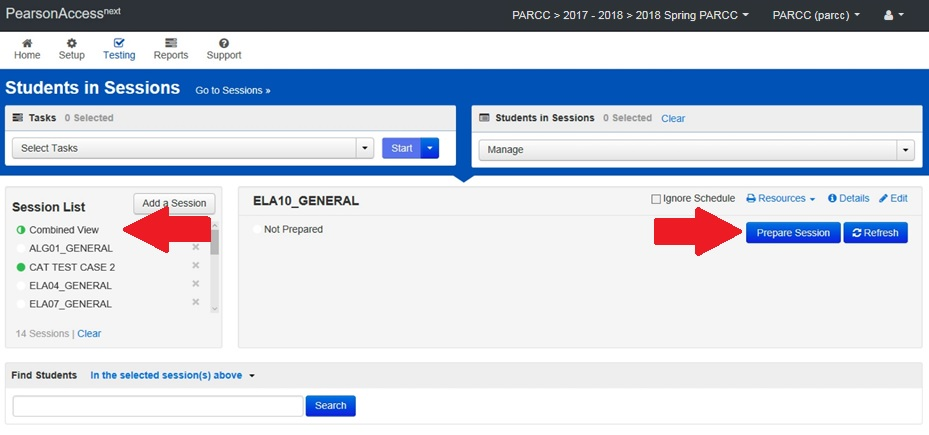 PearsonAccessnext
PARCC > 2017 - 2018 > 2018 Spring PARCC
PARCC (parcc)
Home
Setup
Testing
Reports
Support
Students in Sessions
Go to Sessions »
Tasks 0 Selected
Select Tasks
Start
Students in Sessions 0 Selected Clear
Manage
Session List
Add a Session
Combined View
ALG01_GENERAL
CAT TEST CASE 2
ELA04_GENERAL
ELA07_GENERAL
14 Sessions | Clear
ELA10_GENERAL
Ignore Schedule
Resources
Details
Edit
Not Prepared
Prepare Session
Refresh
Find Students In the selected session(s) above
Search